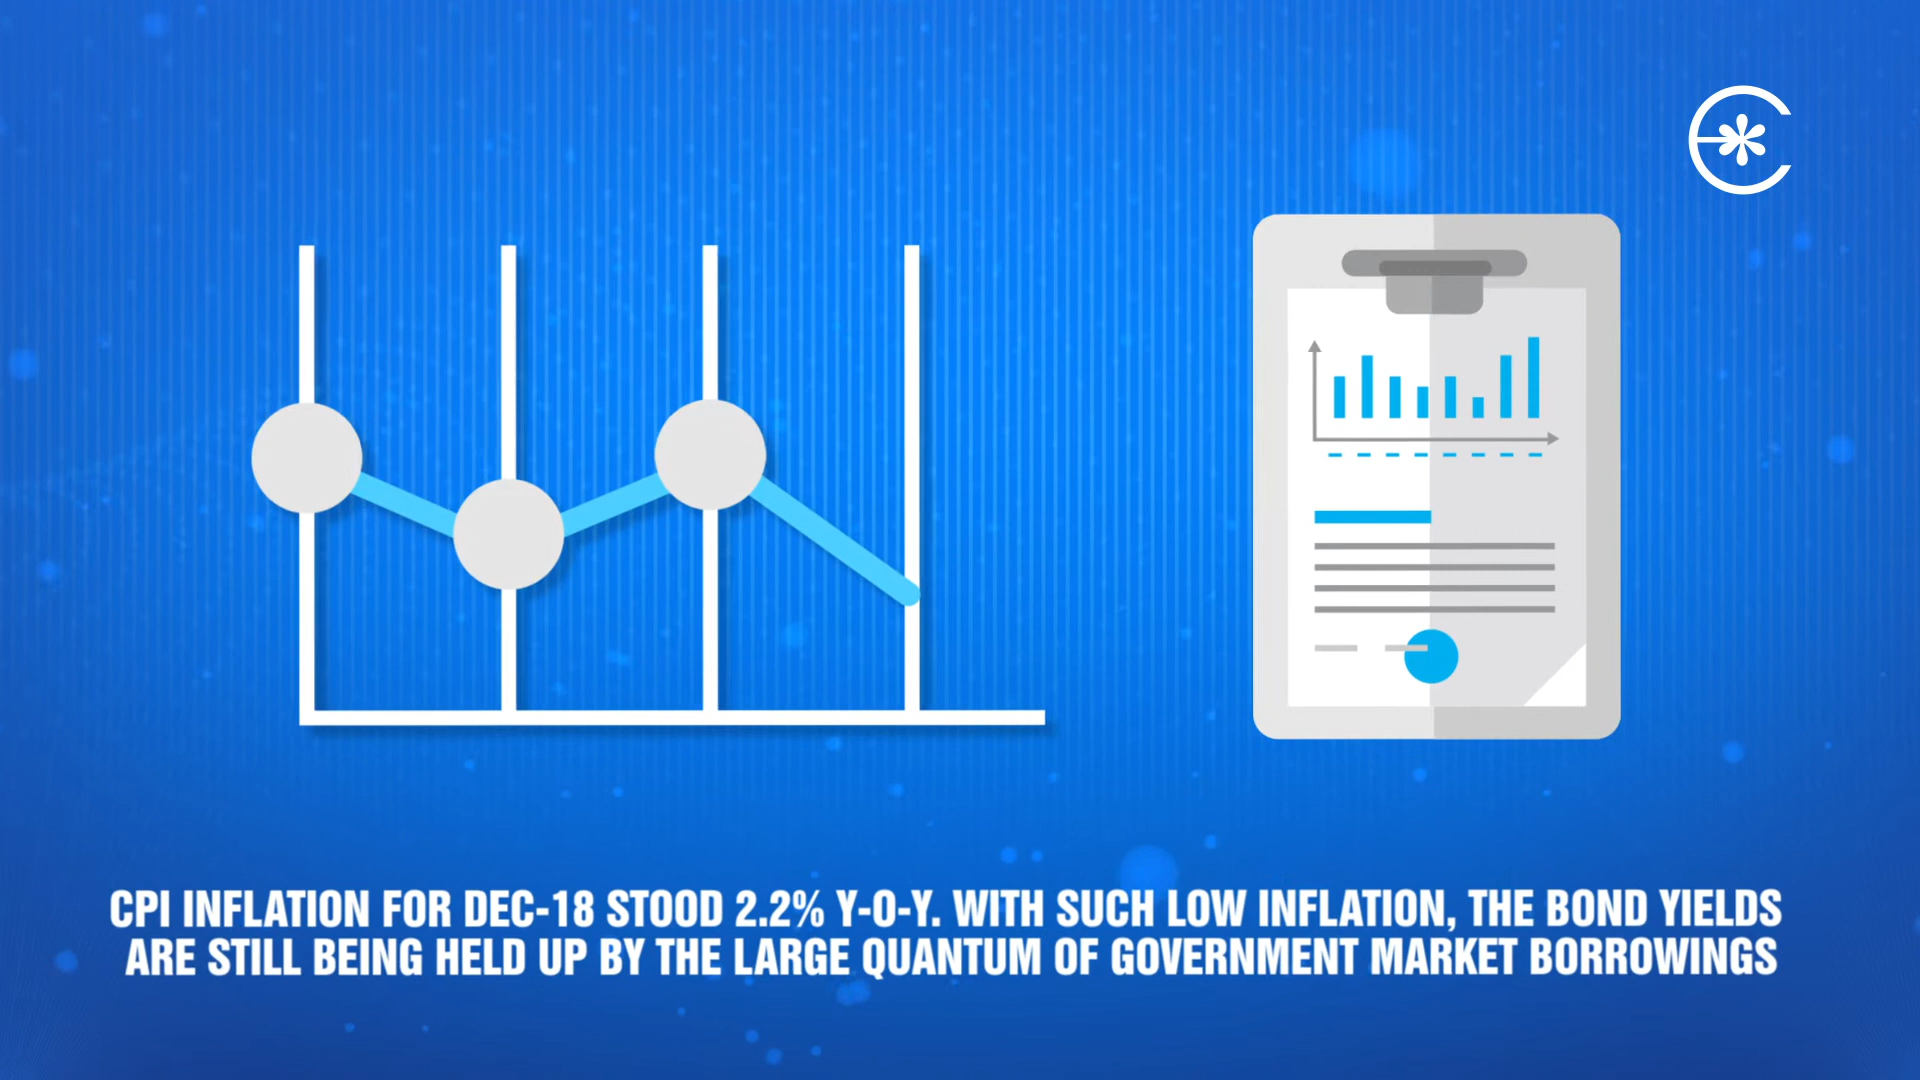 CPI INFLATION FOR DEC-18 STOOD 2.2% Y-O-Y. WITH SUCH LOW INFLATION, THE BOND YIELDS
ARE STILL BEING HELD UP BY THE LARGE QUANTUM OF GOVERNMENT MARKET BORROWINGS